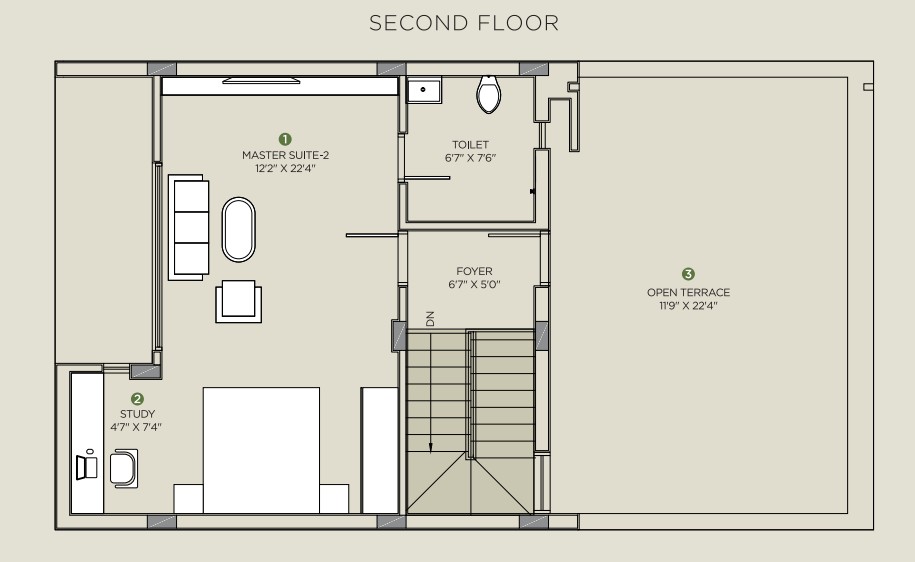 SECOND FLOOR
1
MASTER SUITE-2
12'2" X 22'4"
TOILET
6'7" X 7'6"
FOYER
6'7" X 5'0"
DN
3
OPEN TERRACE
11'9" X 22'4"
2
STUDY
4'7" X 7'4"